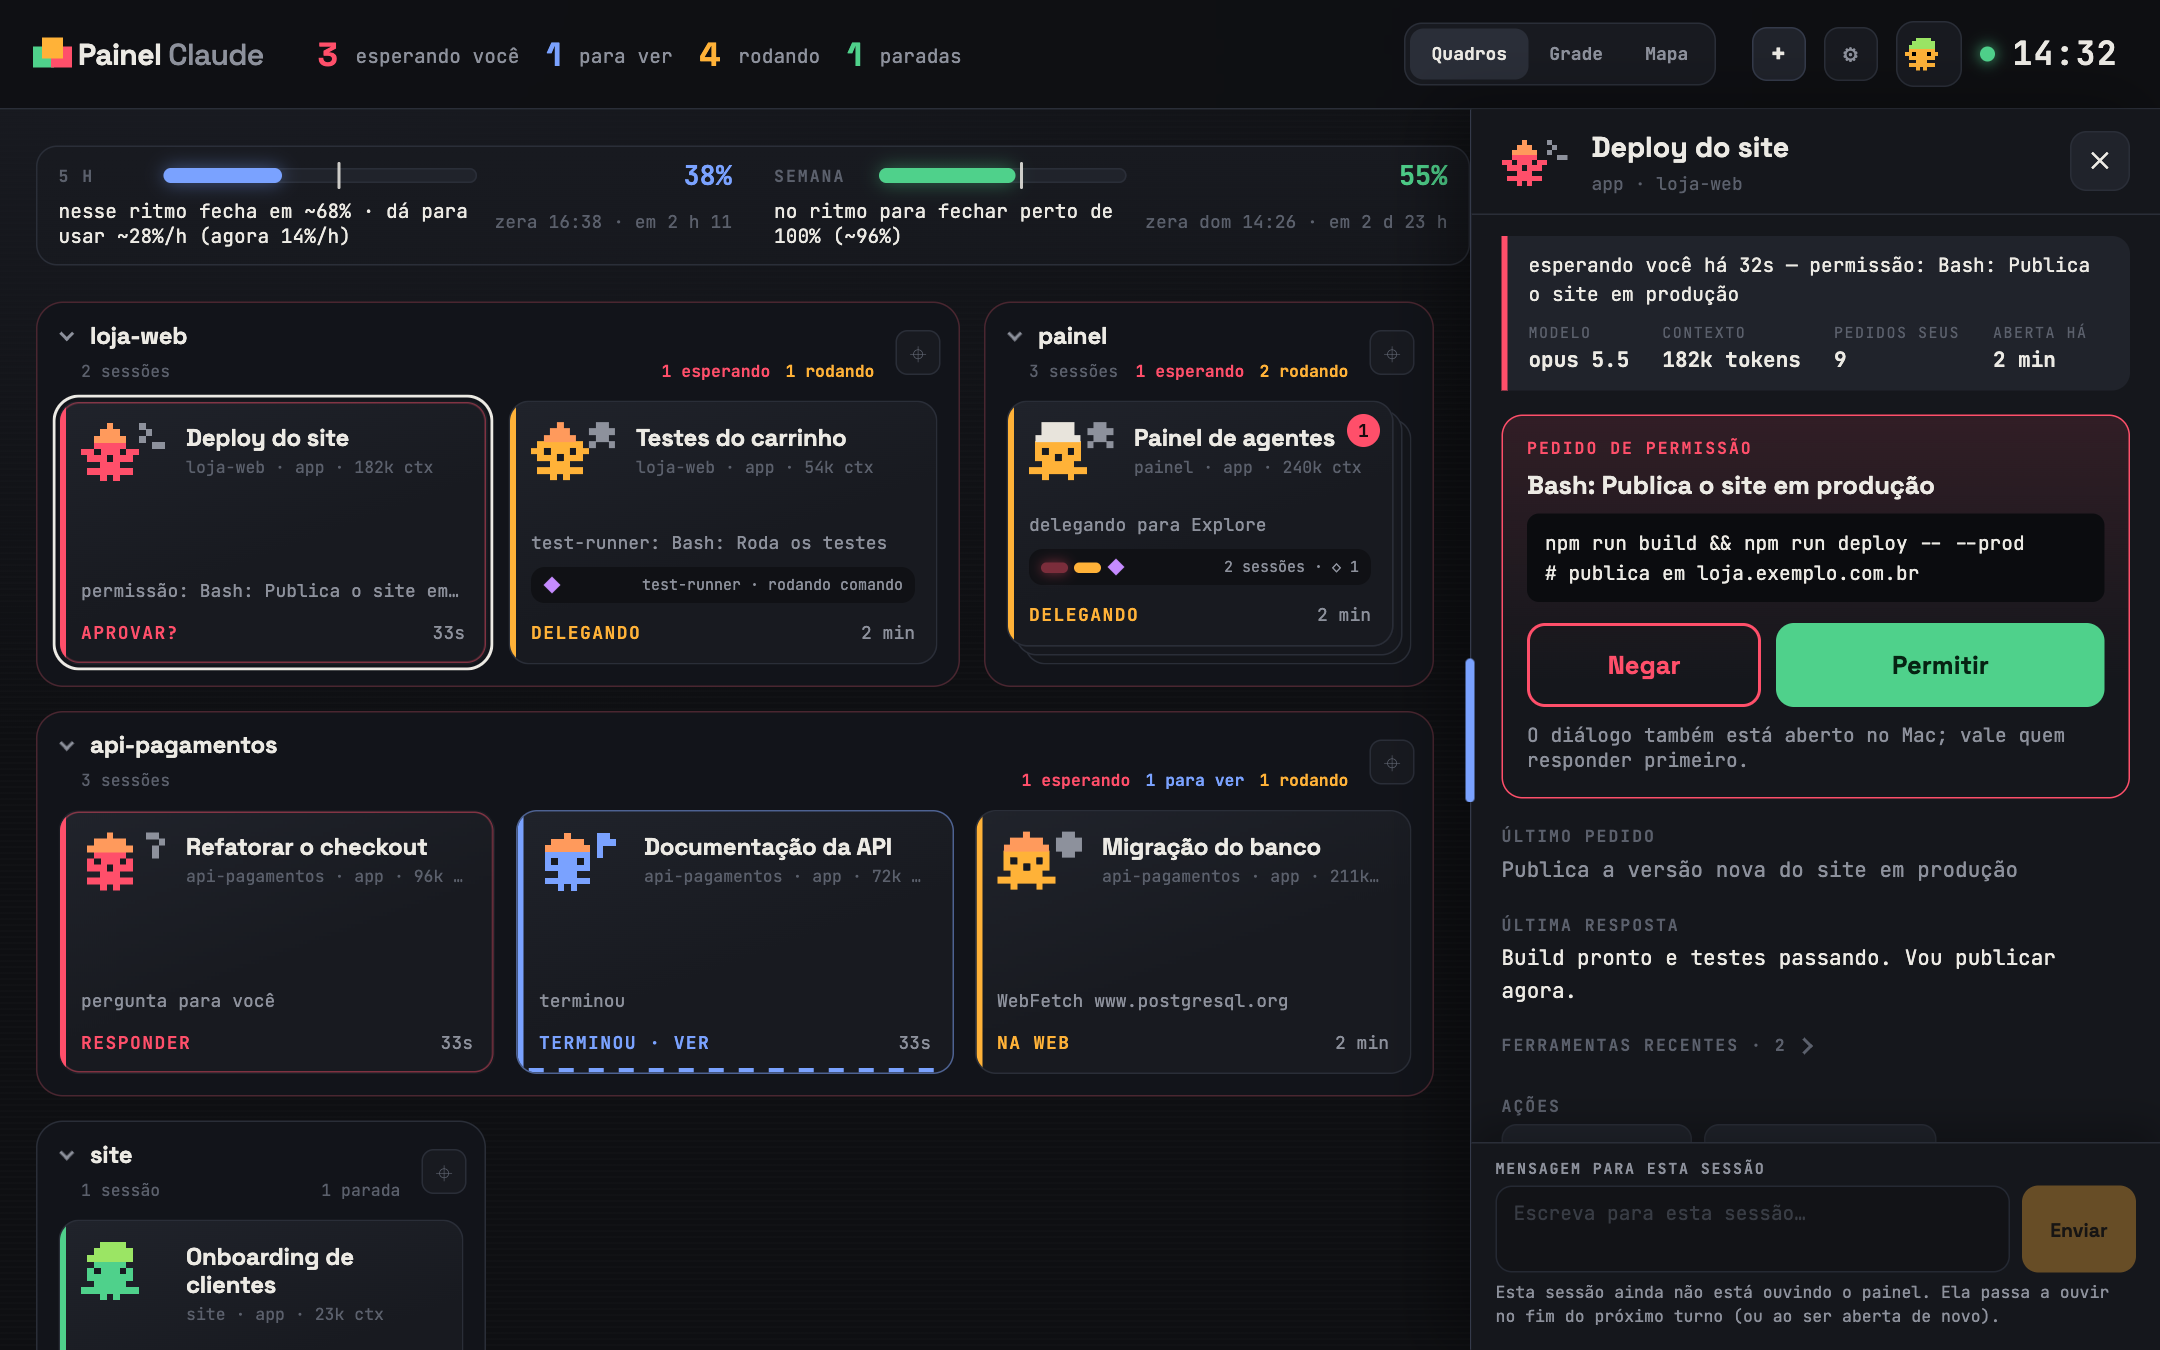 Painel Claude
3 esperando você 1 para ver 4 rodando 1 paradas
Quadros Grade Mapa
+
14:32
5 H
38%
nesse ritmo fecha em ~68% · dá para
usar ~28%/h (agora 14%/h)
zera 16:38 · em 2 h 11
SEMANA
55%
no ritmo para fechar perto de
100% (~96%)
zera dom 14:26 · em 2 d 23 h
loja-web
2 sessões
1 esperando 1 rodando
Deploy do site
loja-web · app · 182k ctx
permissão: Bash: Publica o site em…
APROVAR? 33s
Testes do carrinho
loja-web · app · 54k ctx
test-runner: Bash: Roda os testes
test-runner · rodando comando
DELEGANDO 2 min
painel
3 sessões 1 esperando 2 rodando
Painel de agentes
1
painel · app · 240k ctx
delegando para Explore
2 sessões · ◇ 1
DELEGANDO 2 min
api-pagamentos
3 sessões
1 esperando 1 para ver 1 rodando
Refatorar o checkout
api-pagamentos · app · 96k …
pergunta para você
RESPONDER 33s
Documentação da API
api-pagamentos · app · 72k …
terminou
TERMINOU · VER 33s
Migração do banco
api-pagamentos · app · 211k…
WebFetch www.postgresql.org
NA WEB 2 min
site
1 sessão 1 parada
Onboarding de
clientes
site · app · 23k ctx
Deploy do site
app · loja-web
esperando você há 32s — permissão: Bash: Publica
o site em produção
MODELO CONTEXTO PEDIDOS SEUS ABERTA HÁ
opus 5.5 182k tokens 9 2 min
PEDIDO DE PERMISSÃO
Bash: Publica o site em produção
npm run build && npm run deploy -- --prod
# publica em loja.exemplo.com.br
Negar Permitir
O diálogo também está aberto no Mac; vale quem
responder primeiro.
ÚLTIMO PEDIDO
Publica a versão nova do site em produção
ÚLTIMA RESPOSTA
Build pronto e testes passando. Vou publicar
agora.
FERRAMENTAS RECENTES · 2
AÇÕES
MENSAGEM PARA ESTA SESSÃO
Escreva para esta sessão…
Enviar
Esta sessão ainda não está ouvindo o painel. Ela passa a ouvir
no fim do próximo turno (ou ao ser aberta de novo).